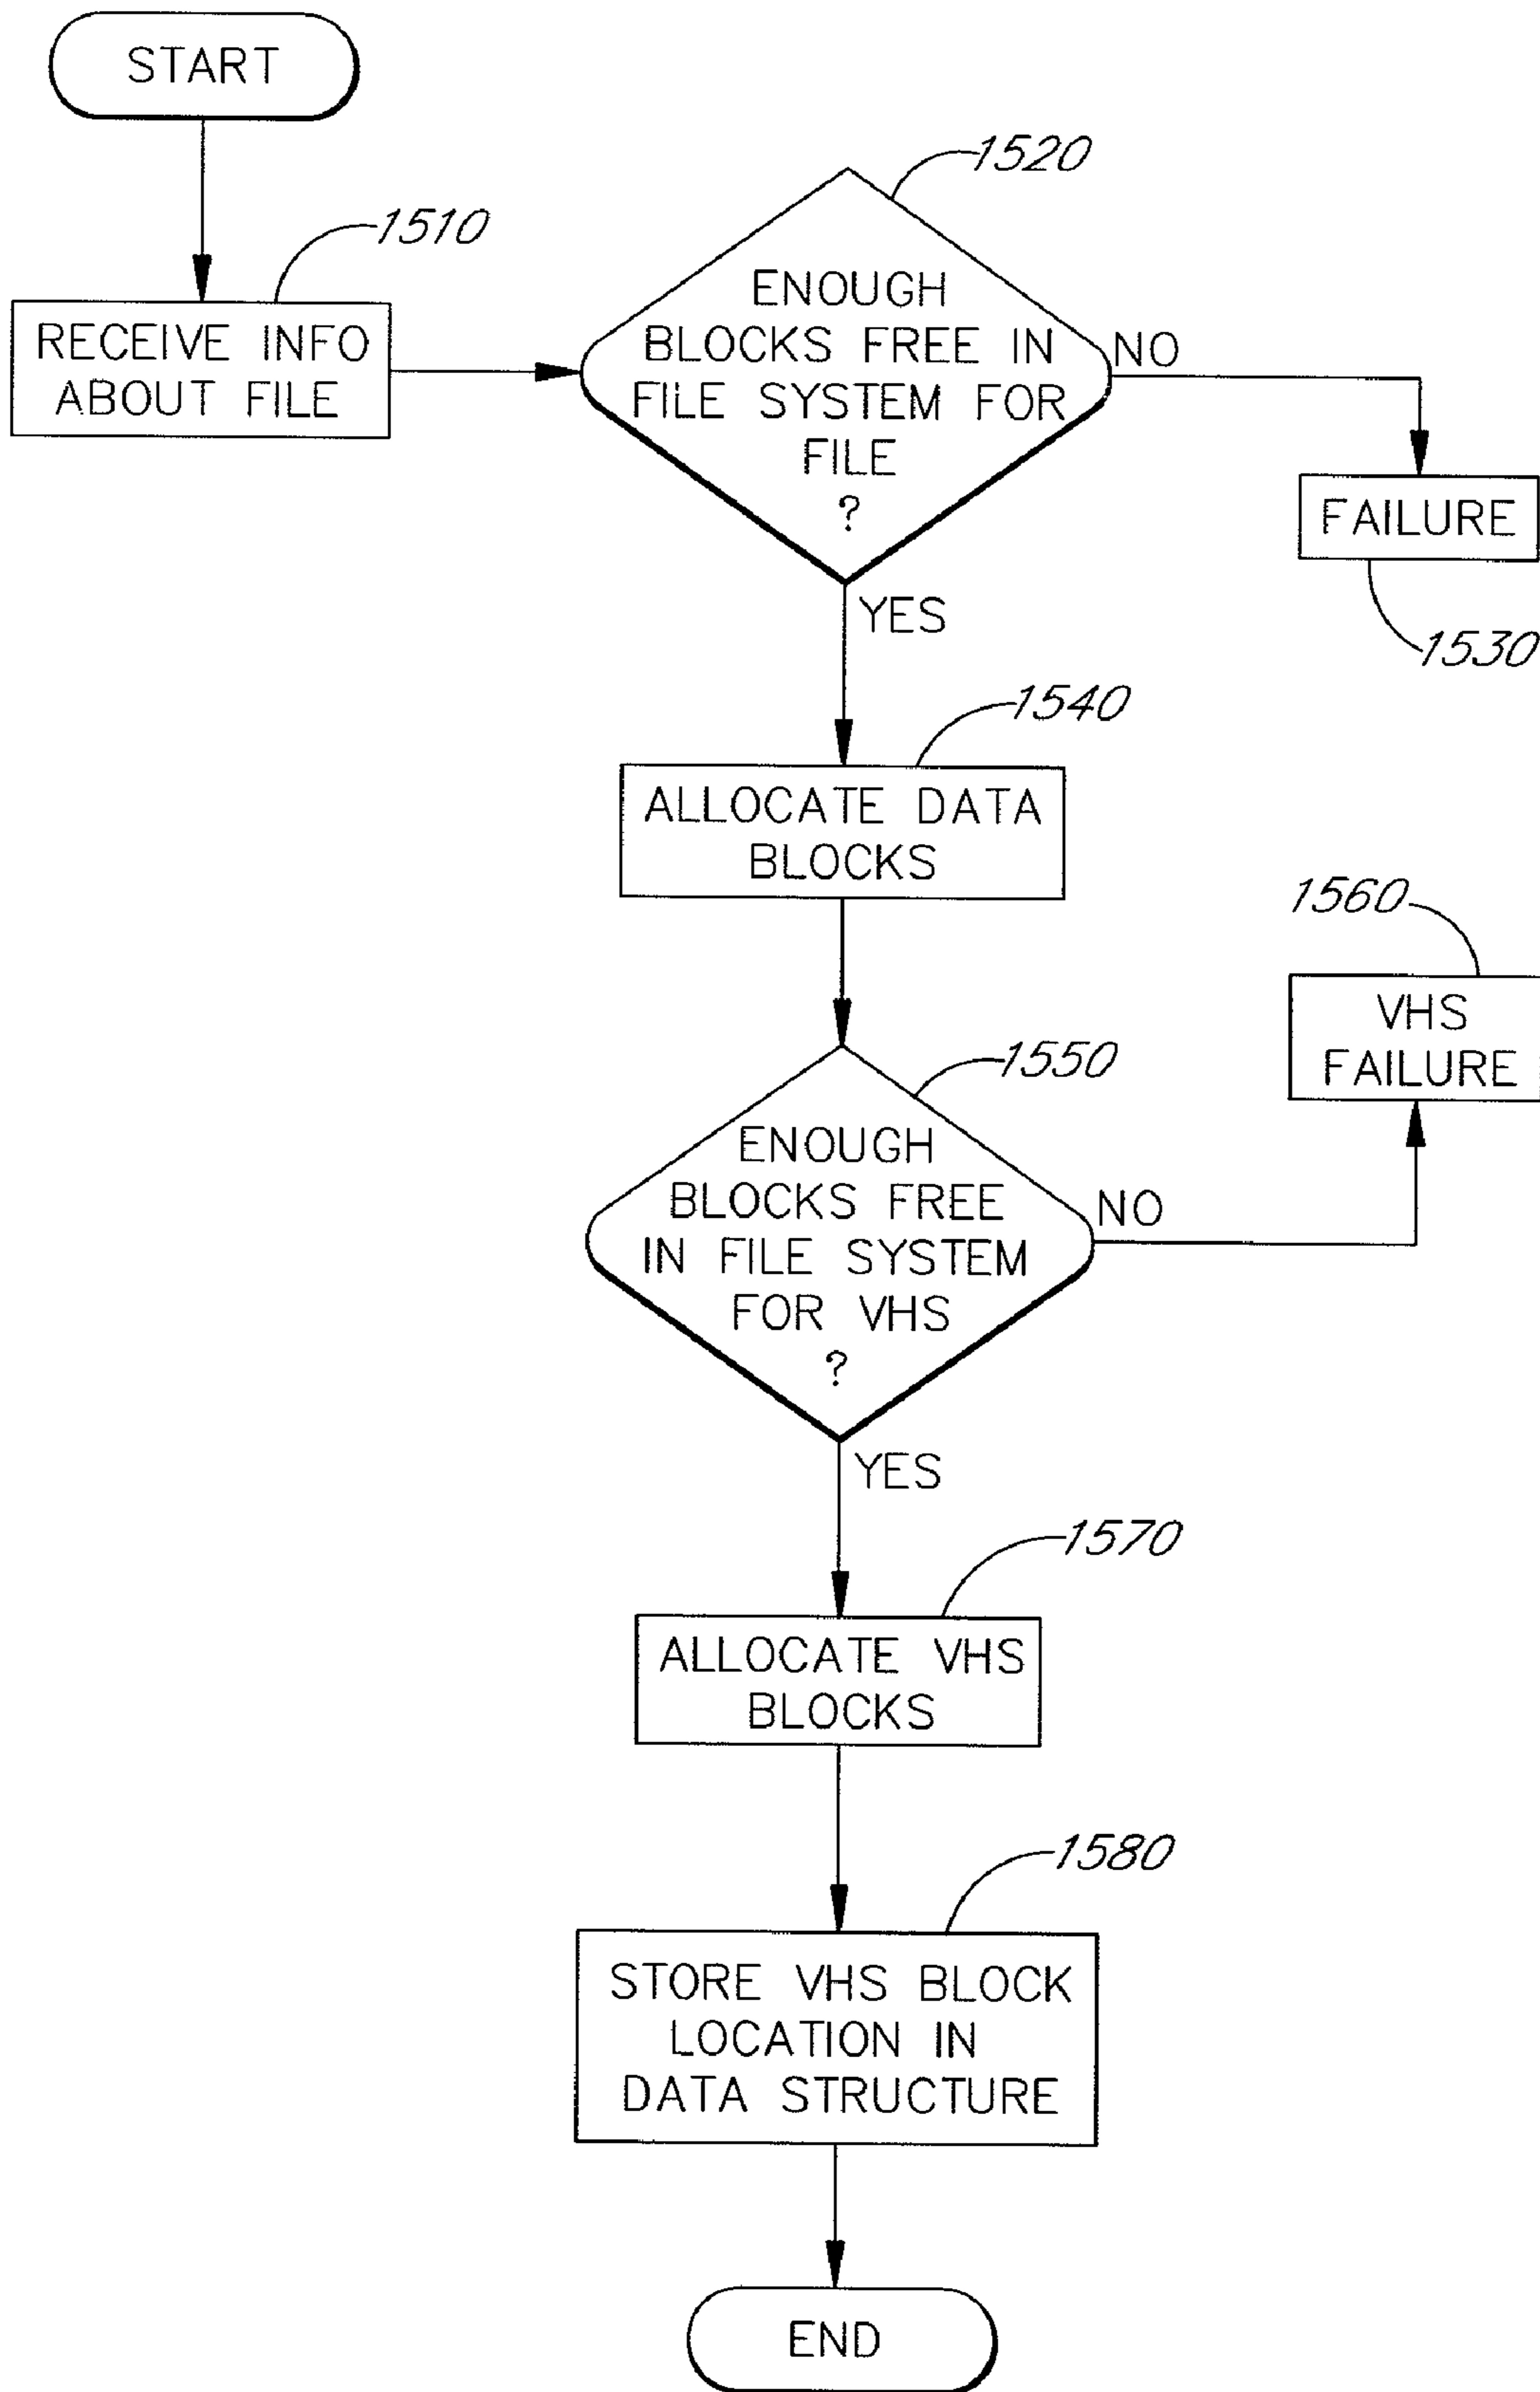 START
1510
RECEIVE INFO
ABOUT FILE
1520
ENOUGH
BLOCKS FREE IN
FILE SYSTEM FOR
FILE
?
NO
FAILURE
1530
YES
1540
ALLOCATE DATA
BLOCKS
1550
ENOUGH
BLOCKS FREE
IN FILE SYSTEM
FOR VHS
?
NO
1560
VHS
FAILURE
YES
1570
ALLOCATE VHS
BLOCKS
1580
STORE VHS BLOCK
LOCATION IN
DATA STRUCTURE
END